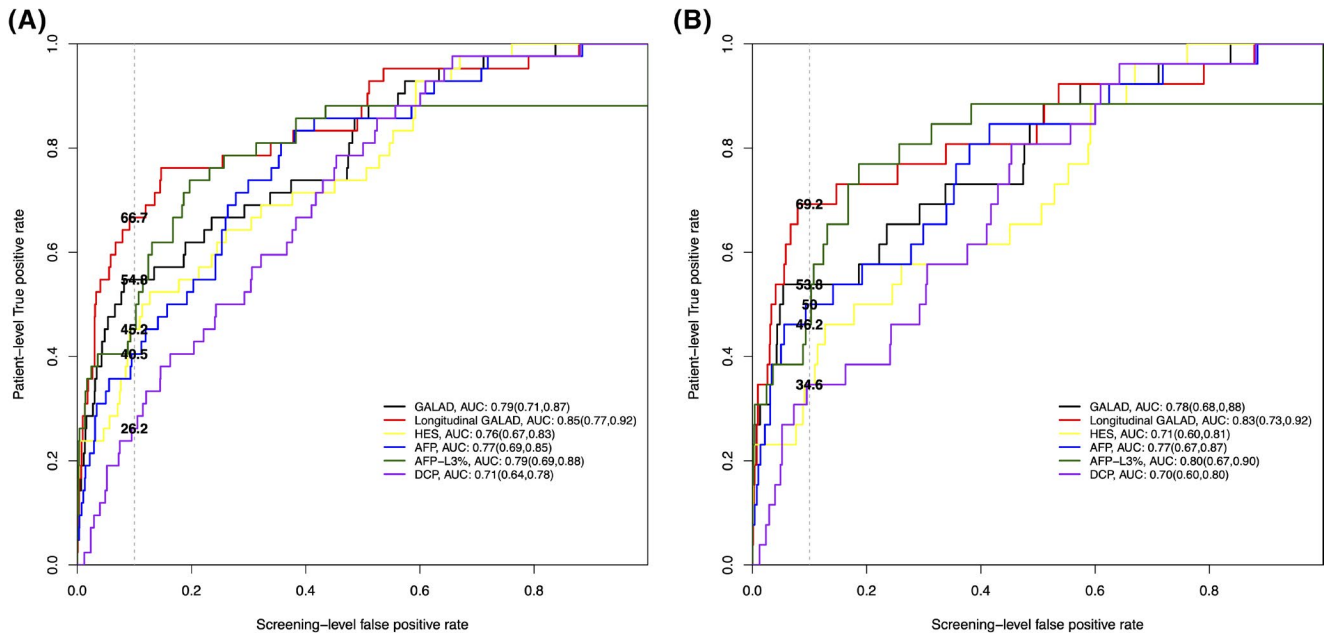 (A)
1.0
0.8
0.6
0.4
0.2
0.0
Patient−level True positive rate
66.7
54.8
45.2
40.5
26.2
GALAD, AUC: 0.79(0.71,0.87)
Longitudinal GALAD, AUC: 0.85(0.77,0.92)
HES, AUC: 0.76(0.67,0.83)
AFP, AUC: 0.77(0.69,0.85)
AFP−L3%, AUC: 0.79(0.69,0.88)
DCP, AUC: 0.71(0.64,0.78)
0.0 0.2 0.4 0.6 0.8
Screening−level false positive rate
(B)
1.0
0.8
0.6
0.4
0.2
0.0
Patient−level True positive rate
69.2
53.8
50
46.2
34.6
GALAD, AUC: 0.78(0.68,0.88)
Longitudinal GALAD, AUC: 0.83(0.73,0.92)
HES, AUC: 0.71(0.60,0.81)
AFP, AUC: 0.77(0.67,0.87)
AFP−L3%, AUC: 0.80(0.67,0.90)
DCP, AUC: 0.70(0.60,0.80)
0.0 0.2 0.4 0.6 0.8
Screening−level false positive rate